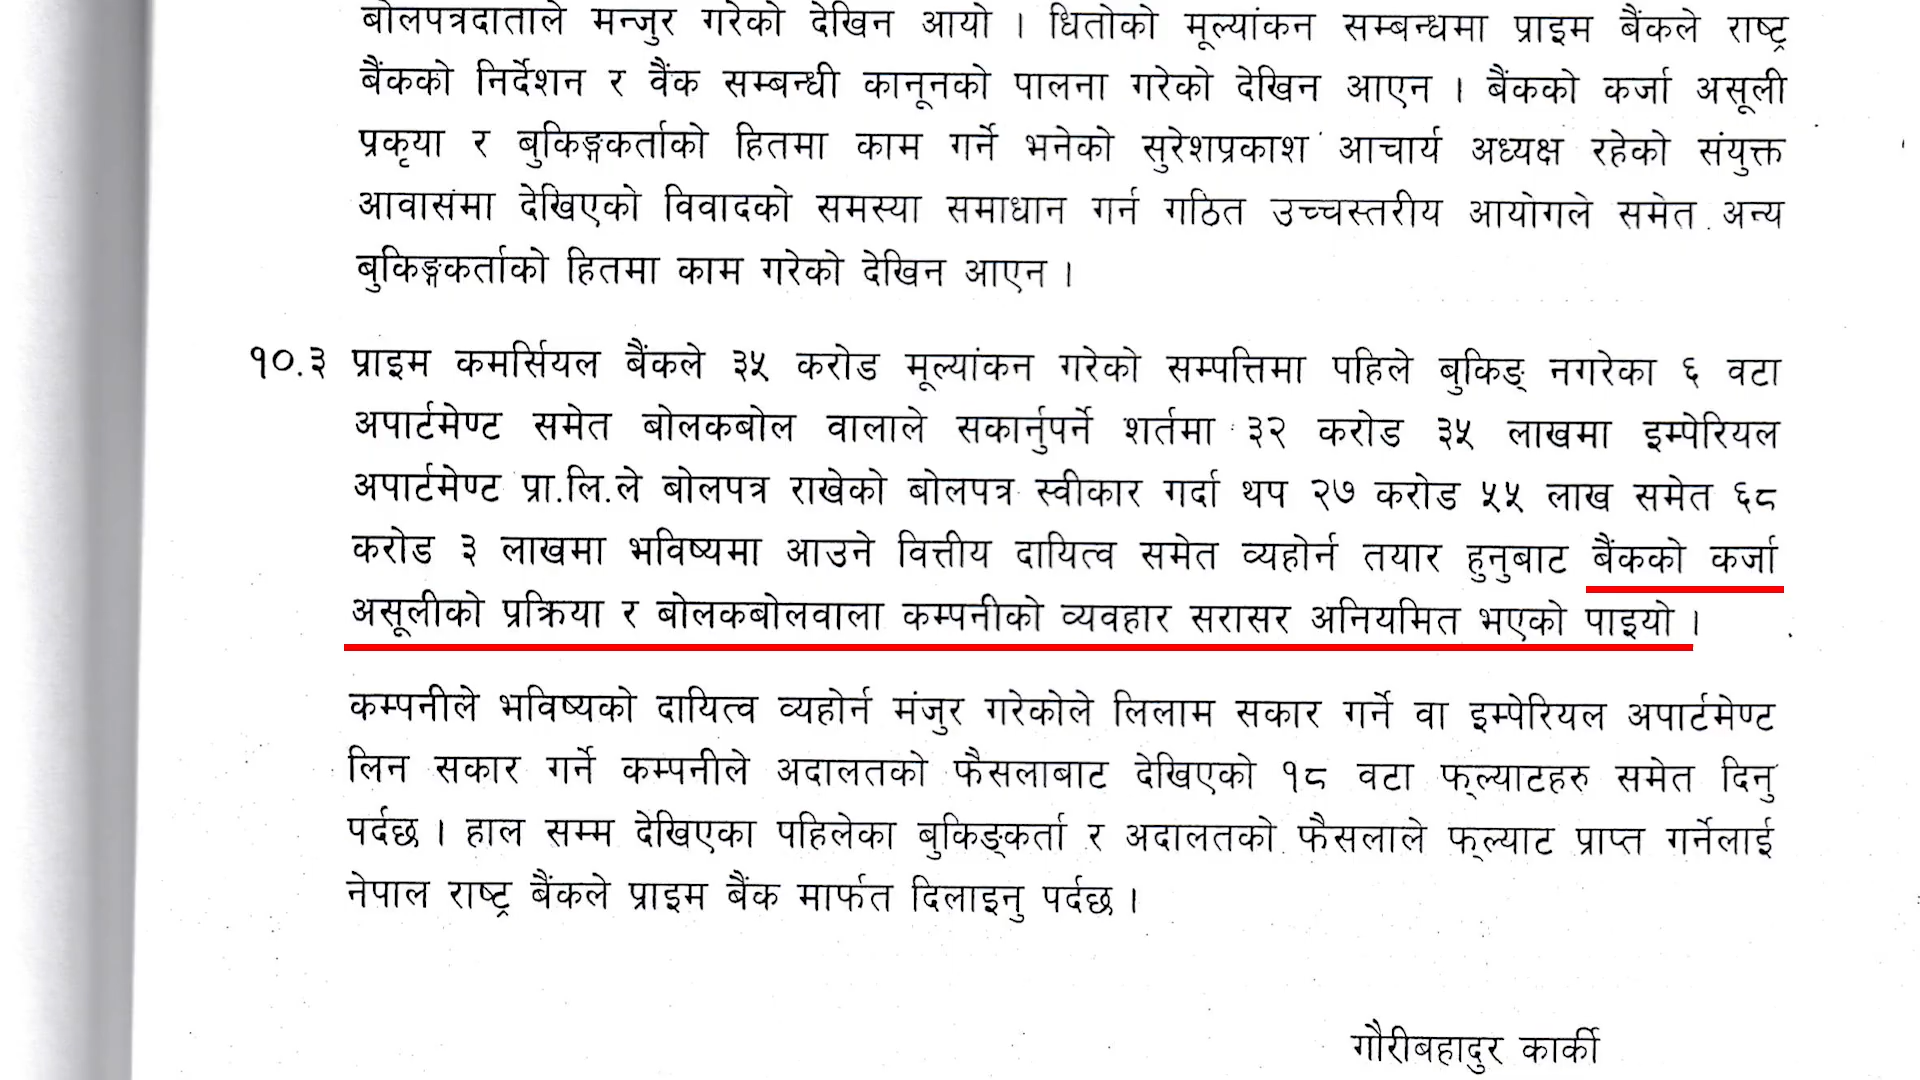 बोलपत्रदाताले मन्जुर गरेको देखिन आयो । धितोको मूल्यांकन सम्बन्धमा प्राइम बैंकले राष्ट्र
बैंकको निर्देशन र वैंक सम्बन्धी कानूनको पालना गरेको देखिन आएन । बैंकको कर्जा असूली
प्रकृया र बुकिङ्गकर्ताको हितमा काम गर्ने भनेको सुरेशप्रकाश आचार्य अध्यक्ष रहेको संयुक्त
आवासमा देखिएको विवादको समस्या समाधान गर्न गठित उच्चस्तरीय आयोगले समेत अन्य
बुकिङ्गकर्ताको हितमा काम गरेको देखिन आएन ।
१०.३ प्राइम कमर्सियल बैंकले ३५ करोड मूल्यांकन गरेको सम्पत्तिमा पहिले बुकिङ् नगरेका ६ वटा
अपार्टमेण्ट समेत बोलकबोल वालाले सकार्नुपर्ने शर्तमा ३२ करोड ३५ लाखमा इम्पेरियल
अपार्टमेण्ट प्रा.लि.ले बोलपत्र राखेको बोलपत्र स्वीकार गर्दा थप २७ करोड ५५ लाख समेत ६८
करोड ३ लाखमा भविष्यमा आउने वित्तीय दायित्व समेत व्यहोर्न तयार हुनुबाट बैंकको कर्जा
असूलीको प्रक्रिया र बोलकबोलवाला कम्पनीको व्यवहार सरासर अनियमित भएको पाइयो ।
कम्पनीले भविष्यको दायित्व व्यहोर्न मंजुर गरेकोले लिलाम सकार गर्ने वा इम्पेरियल अपार्टमेण्ट
लिन सकार गर्ने कम्पनीले अदालतको फैसलाबाट देखिएको १८ वटा फ्ल्याटहरु समेत दिनु
पर्दछ । हाल सम्म देखिएका पहिलेका बुकिङ्कर्ता र अदालतको फैसलाले फ्ल्याट प्राप्त गर्नेलाई
नेपाल राष्ट्र बैंकले प्राइम बैंक मार्फत दिलाइनु पर्दछ ।
गौरीबहादुर कार्की